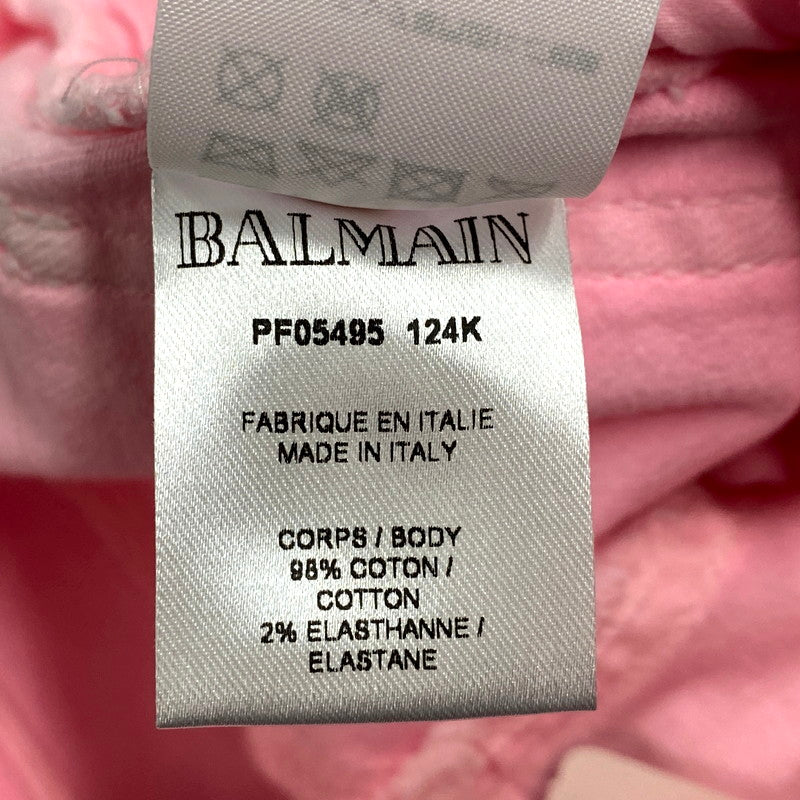 BALMAIN
PF05495 124K
FABRIQUE EN ITALIE
MADE IN ITALY
CORPS / BODY
98% COTON /
COTTON
2% ELASTHANNE /
ELASTANE